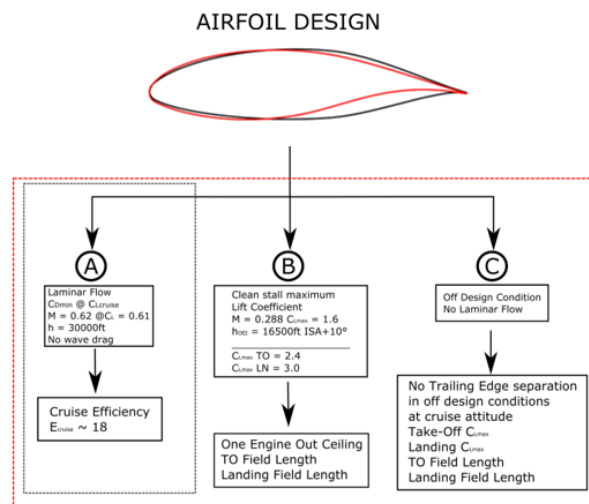 AIRFOIL DESIGN
A
Laminar Flow
CDmin @ CLcruise
M = 0.62 @CL = 0.61
h = 30000ft
No wave drag
Cruise Efficiency
Ecruise ~ 18
B
Clean stall maximum
Lift Coefficient
M = 0.288 CLmax = 1.6
hOEI = 16500ft ISA+10°
CLmax TO = 2.4
CLmax LN = 3.0
One Engine Out Ceiling
TO Field Length
Landing Field Length
C
Off Design Condition
No Laminar Flow
No Trailing Edge separation
in off design conditions
at cruise attitude
Take-Off CLmax
Landing CLmax
TO Field Length
Landing Field Length